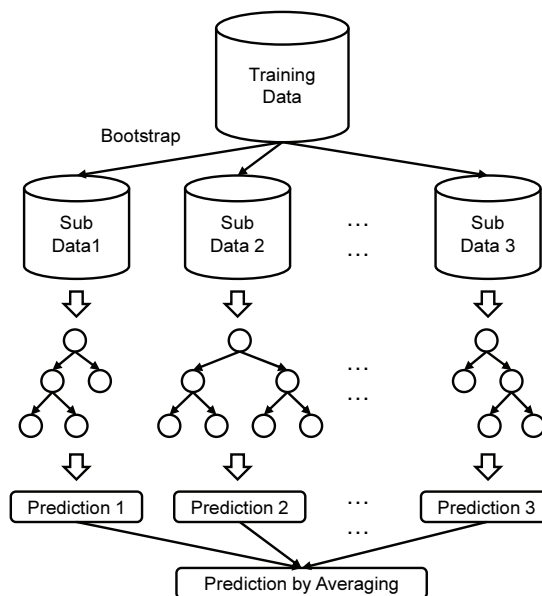 Training
Data
Bootstrap
Sub
Data1
Sub
Data 2
...
...
Sub
Data 3
...
...
Prediction 1
Prediction 2
...
...
Prediction 3
Prediction by Averaging